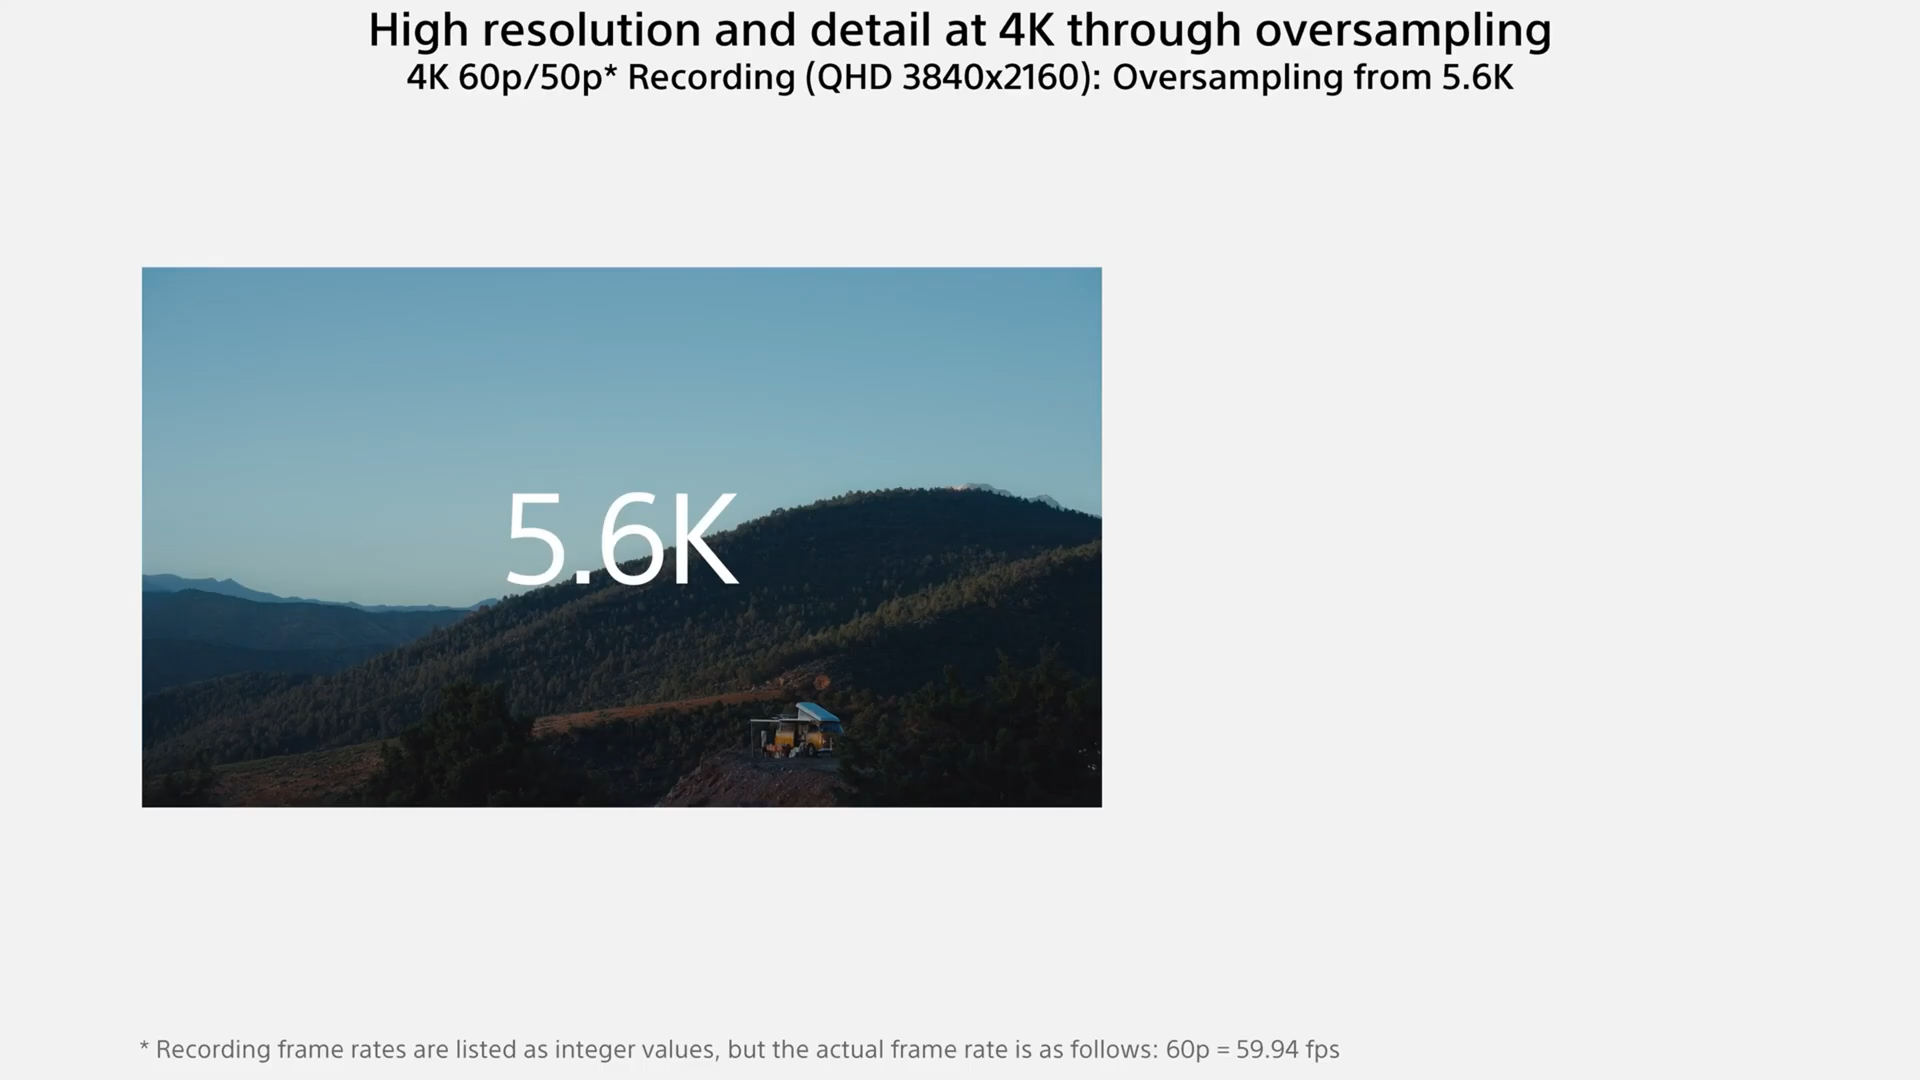 High resolution and detail at 4K through oversampling
4K 60p/50p* Recording (QHD 3840x2160): Oversampling from 5.6K
5.6K
* Recording frame rates are listed as integer values, but the actual frame rate is as follows: 60p = 59.94 fps